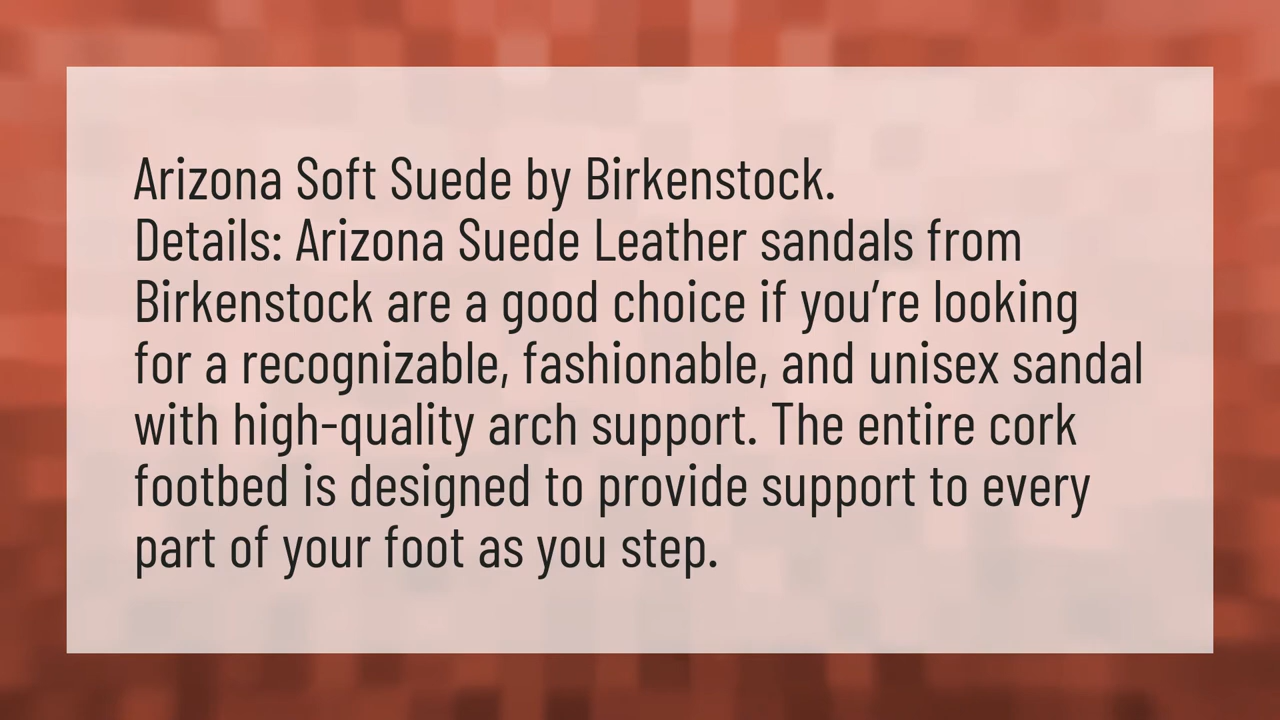 Arizona Soft Suede by Birkenstock.
Details: Arizona Suede Leather sandals from
Birkenstock are a good choice if you’re looking
for a recognizable, fashionable, and unisex sandal
with high-quality arch support. The entire cork
footbed is designed to provide support to every
part of your foot as you step.